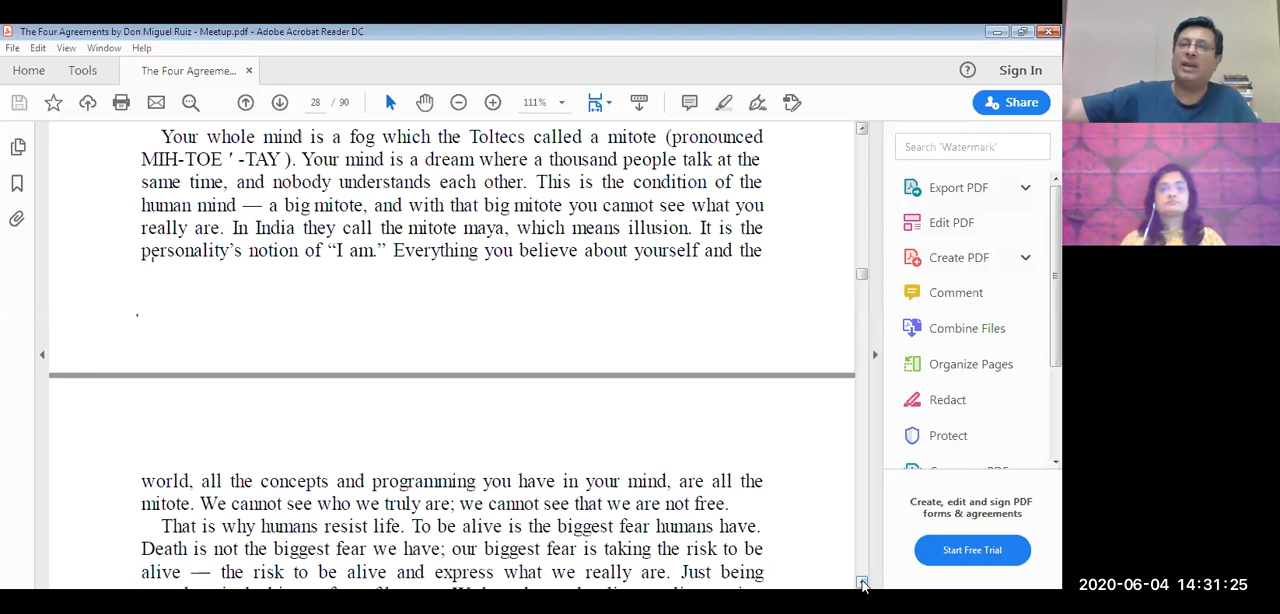 The Four Agreements by Don Miguel Ruiz - Meetup.pdf - Adobe Acrobat Reader DC
File Edit View Window Help
Home Tools The Four Agreeme... × Sign In
28 / 90 111% Share
Your whole mind is a fog which the Toltecs called a mitote (pronounced
MIH-TOE ′ -TAY ). Your mind is a dream where a thousand people talk at the
same time, and nobody understands each other. This is the condition of the
human mind — a big mitote, and with that big mitote you cannot see what you
really are. In India they call the mitote maya, which means illusion. It is the
personality's notion of “I am.” Everything you believe about yourself and the
world, all the concepts and programming you have in your mind, are all the
mitote. We cannot see who we truly are; we cannot see that we are not free.
That is why humans resist life. To be alive is the biggest fear humans have.
Death is not the biggest fear we have; our biggest fear is taking the risk to be
alive — the risk to be alive and express what we really are. Just being
Search 'Watermark'
Export PDF
Edit PDF
Create PDF
Comment
Combine Files
Organize Pages
Redact
Protect
Create, edit and sign PDF
forms & agreements
Start Free Trial
2020-06-04 14:31:25